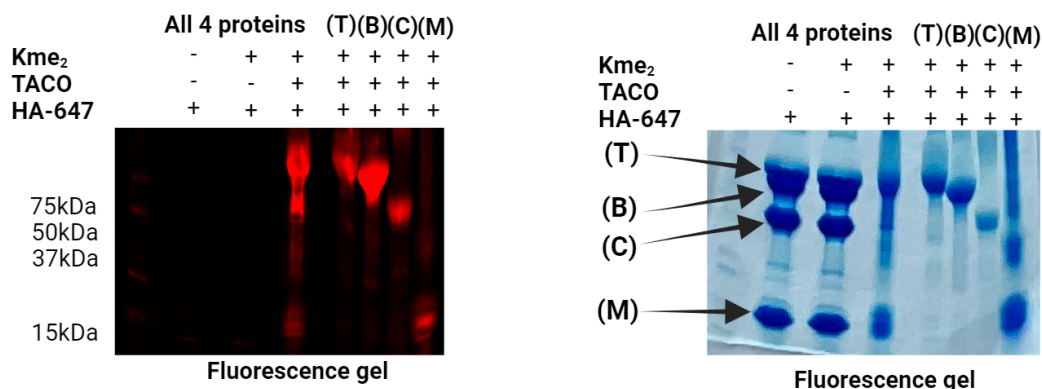 All 4 proteins (T)(B)(C)(M)
Kme₂ - + + + + + +
TACO - - + + + + +
HA-647 + + + + + + +
75kDa
50kDa
37kDa
15kDa
Fluorescence gel
All 4 proteins (T)(B)(C)(M)
Kme₂ - + + + + + +
TACO - - + + + + +
HA-647 + + + + + + +
(T)
(B)
(C)
(M)
Fluorescence gel